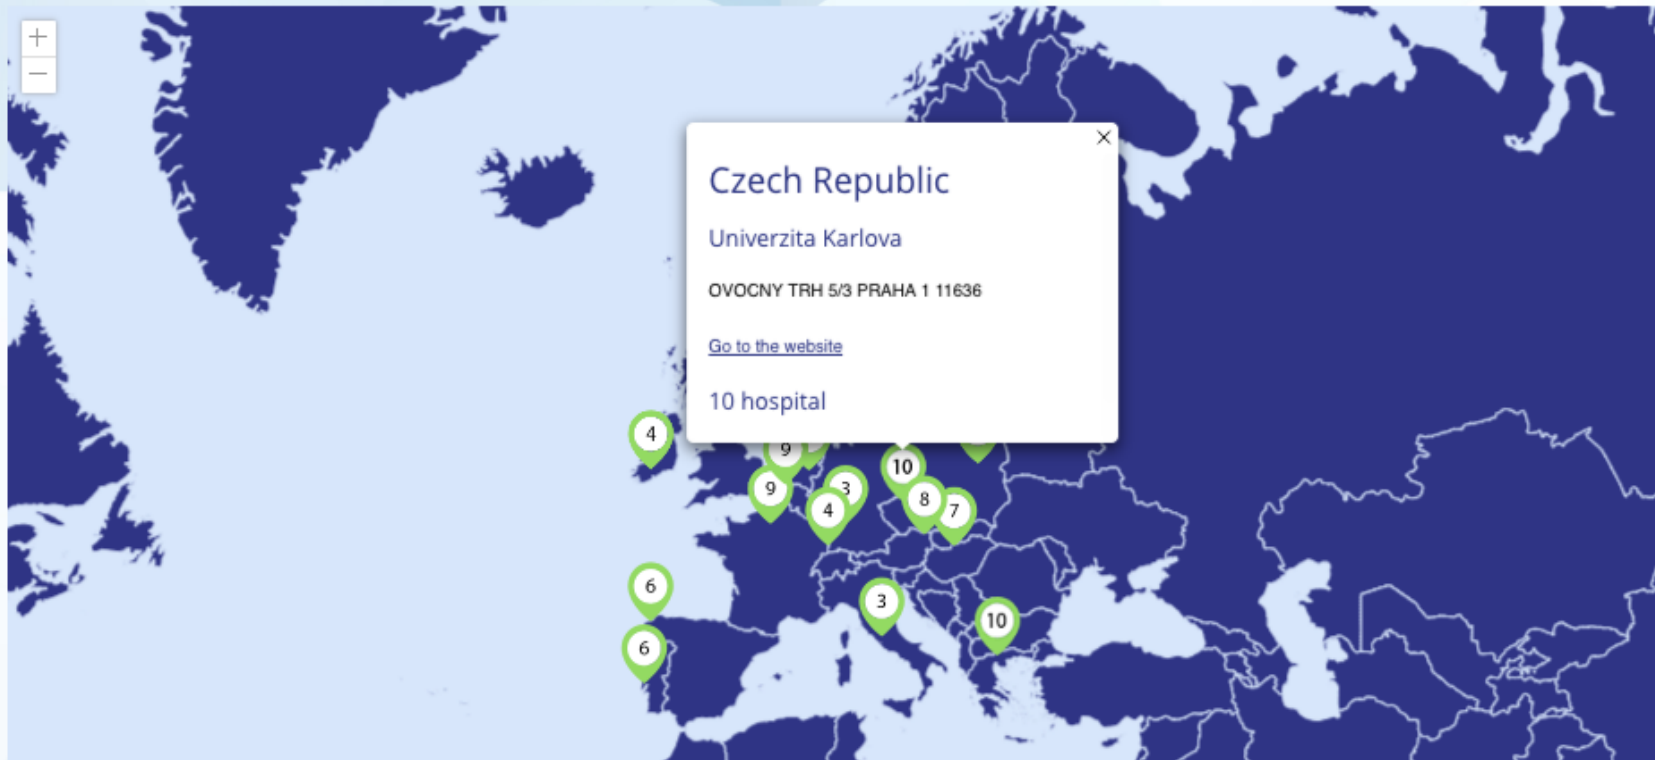 +
−
Czech Republic
Univerzita Karlova
OVOCNY TRH 5/3 PRAHA 1 11636
Go to the website
10 hospital
4
9
10
9
3
4
8
7
6
3
10
6